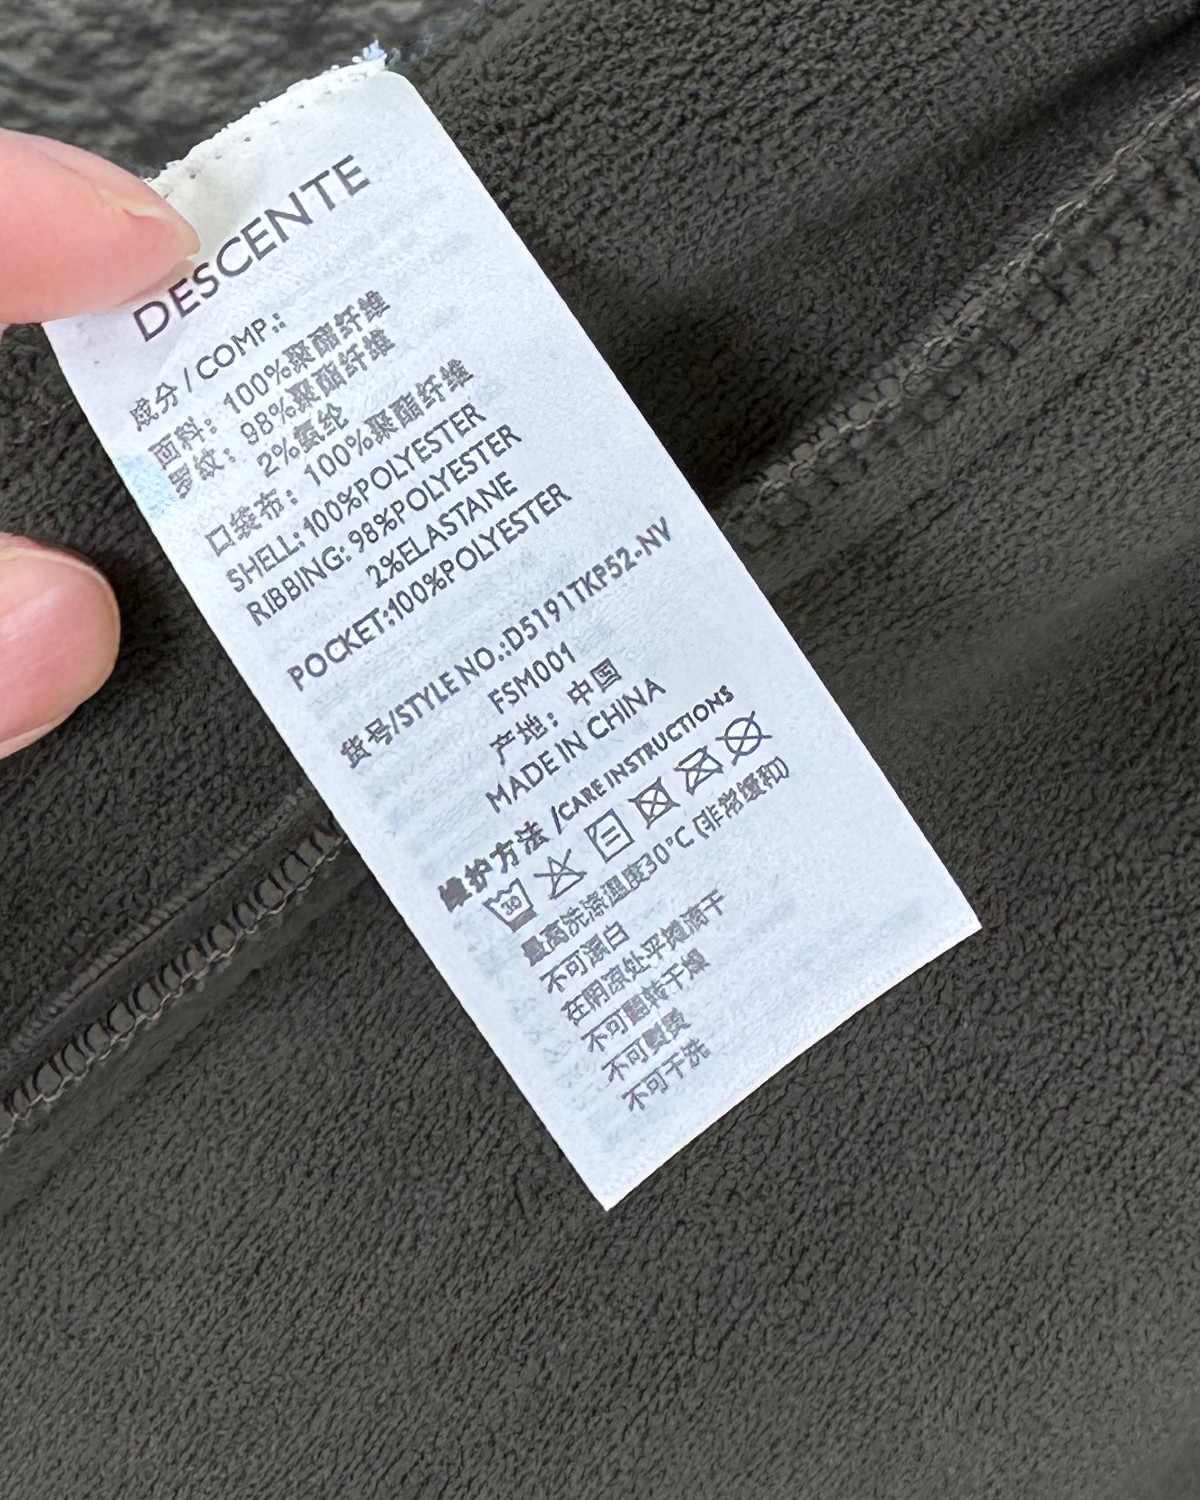 DESCENTE
成分 / COMP.:
面料: 100%聚酯纤维
罗纹: 98%聚酯纤维
2%氨纶
口袋布: 100%聚酯纤维
SHELL: 100%POLYESTER
RIBBING: 98%POLYESTER
2%ELASTANE
POCKET:100%POLYESTER
货号/STYLE NO.:D5191TKP52-NV
FSM001
产地: 中国
MADE IN CHINA
维护方法 /CARE INSTRUCTIONS
30
最高洗涤温度30°C (非常缓和)
不可漂白
在阴凉处平摊滴干
不可翻转干燥
不可熨烫
不可干洗